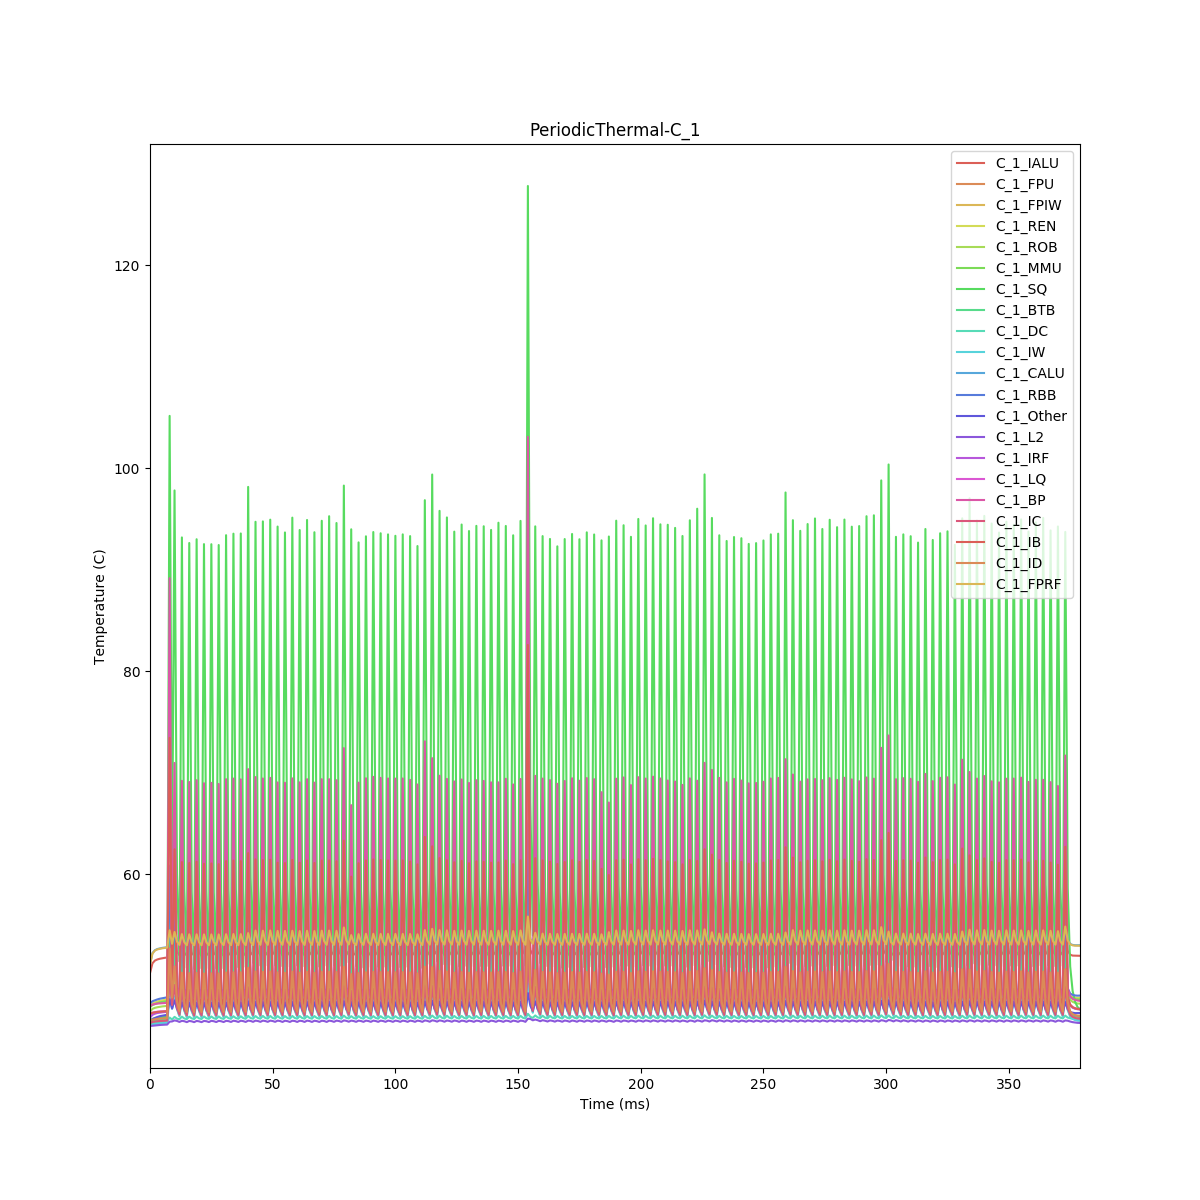 PeriodicThermal-C_1
C_1_IALU
C_1_FPU
C_1_FPIW
C_1_REN
C_1_ROB
C_1_MMU
C_1_SQ
C_1_BTB
C_1_DC
C_1_IW
C_1_CALU
C_1_RBB
C_1_Other
C_1_L2
C_1_IRF
C_1_LQ
C_1_BP
C_1_IC
C_1_IB
C_1_ID
C_1_FPRF
120
100
80
60
Temperature (C)
0 50 100 150 200 250 300 350
Time (ms)